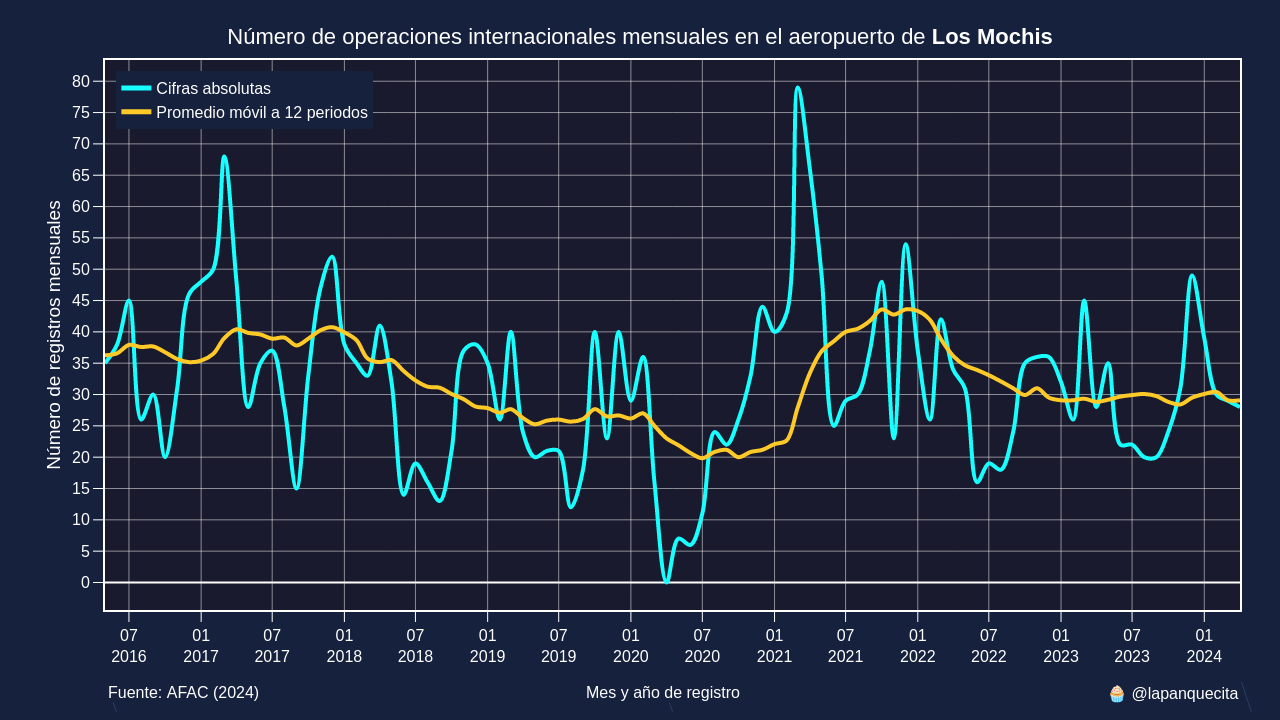 Número de operaciones internacionales mensuales en el aeropuerto de Los Mochis
Cifras absolutas
Promedio móvil a 12 periodos
Número de registros mensuales
80
75
70
65
60
55
50
45
40
35
30
25
20
15
10
5
0
07 01 07 01 07 01 07 01 07 01 07 01 07 01 07 01
2016 2017 2017 2018 2018 2019 2019 2020 2020 2021 2021 2022 2022 2023 2023 2024
Fuente: AFAC (2024) Mes y año de registro 🧁 @lapanquecita